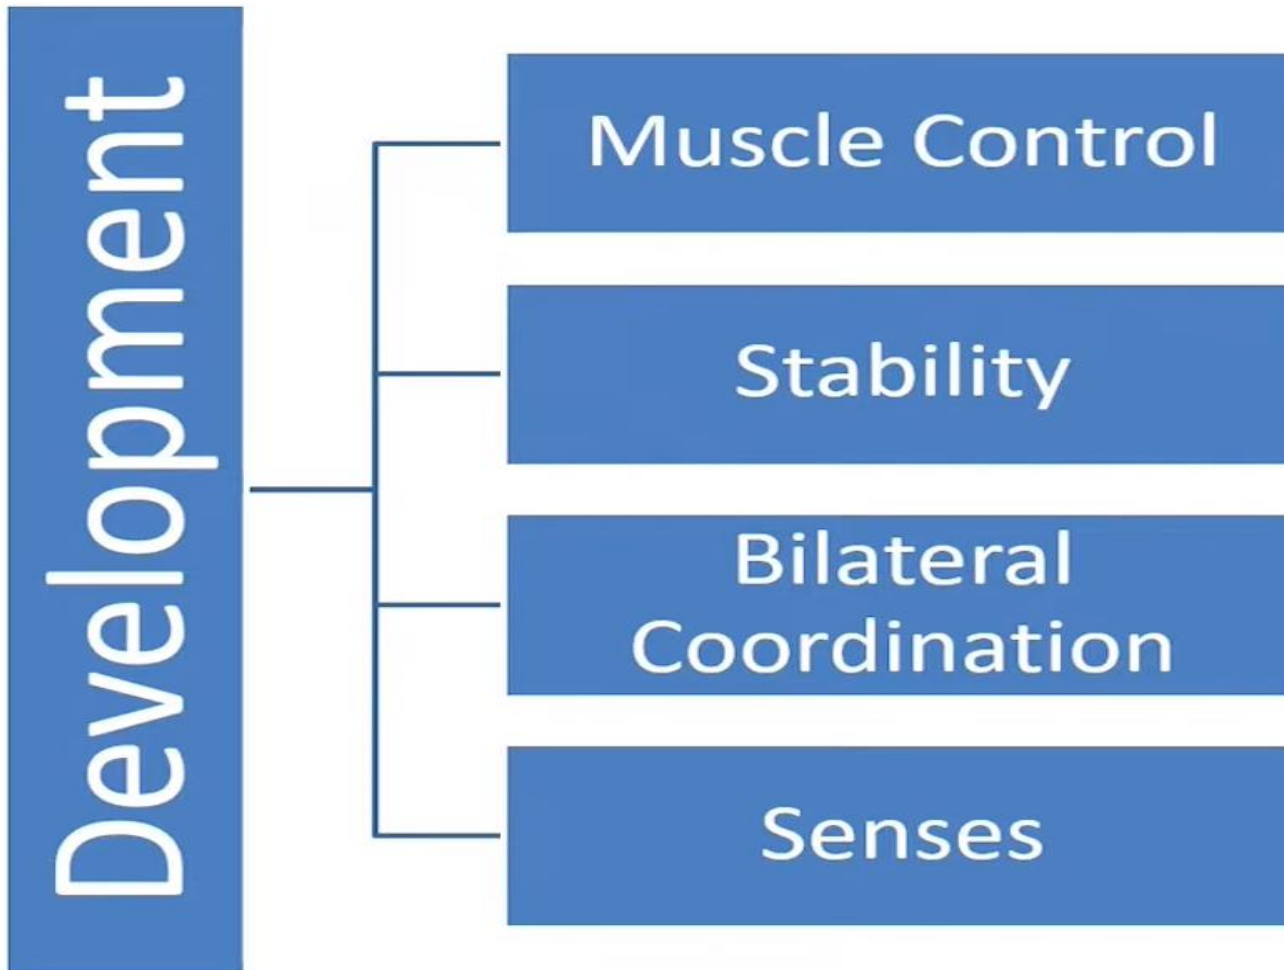 Development
Muscle Control
Stability
Bilateral
Coordination
Senses